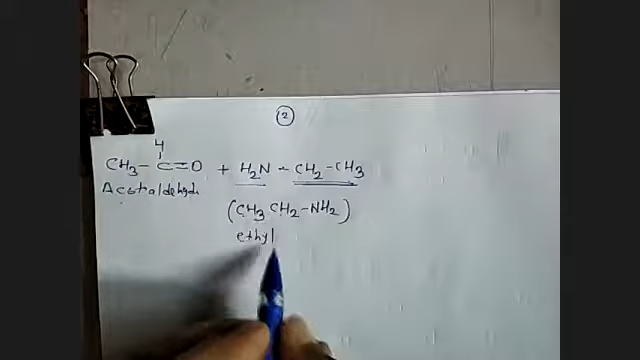 2
H
CH3 - C = O + H2N - CH2 - CH3
Acetaldehyde
(CH3 CH2 - NH2)
ethyl